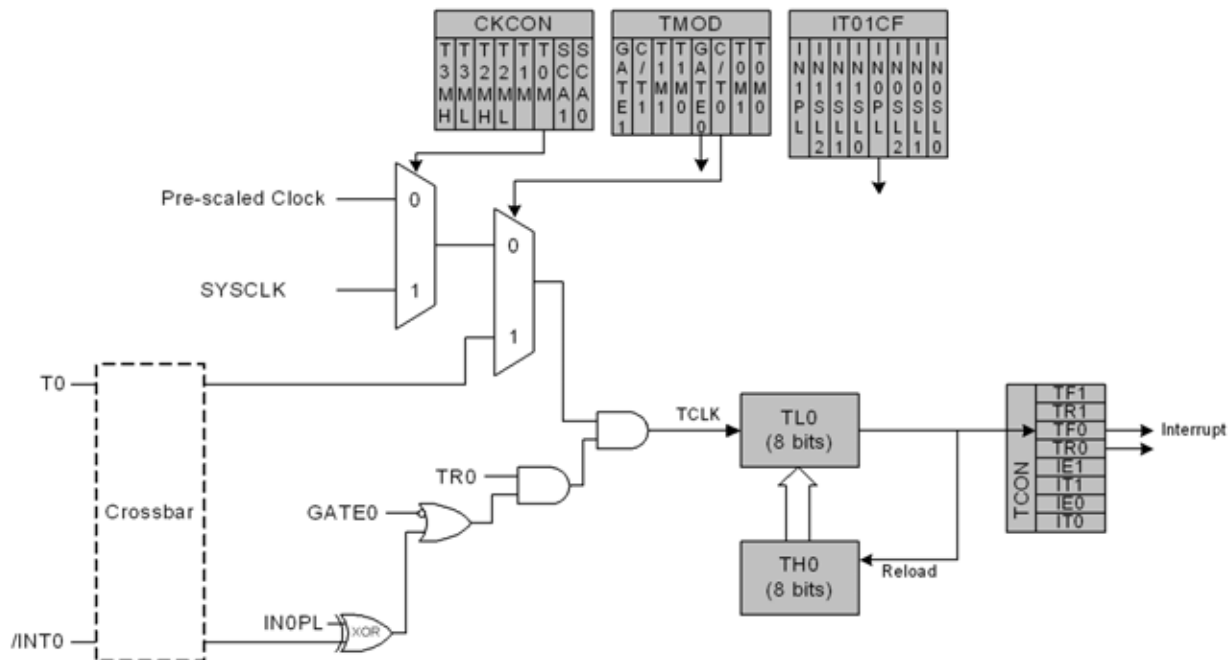 CKCON
T3MH T3ML T2MH T2ML T1M T0M SCA1 SCA0
TMOD
GATE1 C/T1 T1M1 T1M0 GATE0 C/T0 T0M1 T0M0
IT01CF
IN1PL IN1SL2 IN1SL1 IN1SL0 IN0PL IN0SL2 IN0SL1 IN0SL0
Pre-scaled Clock
0
SYSCLK
1
0
1
T0
Crossbar
/INT0
TR0
GATE0
IN0PL
XOR
TCLK
TL0
(8 bits)
TH0
(8 bits)
Reload
TCON
TF1
TR1
TF0
TR0
IE1
IT1
IE0
IT0
Interrupt